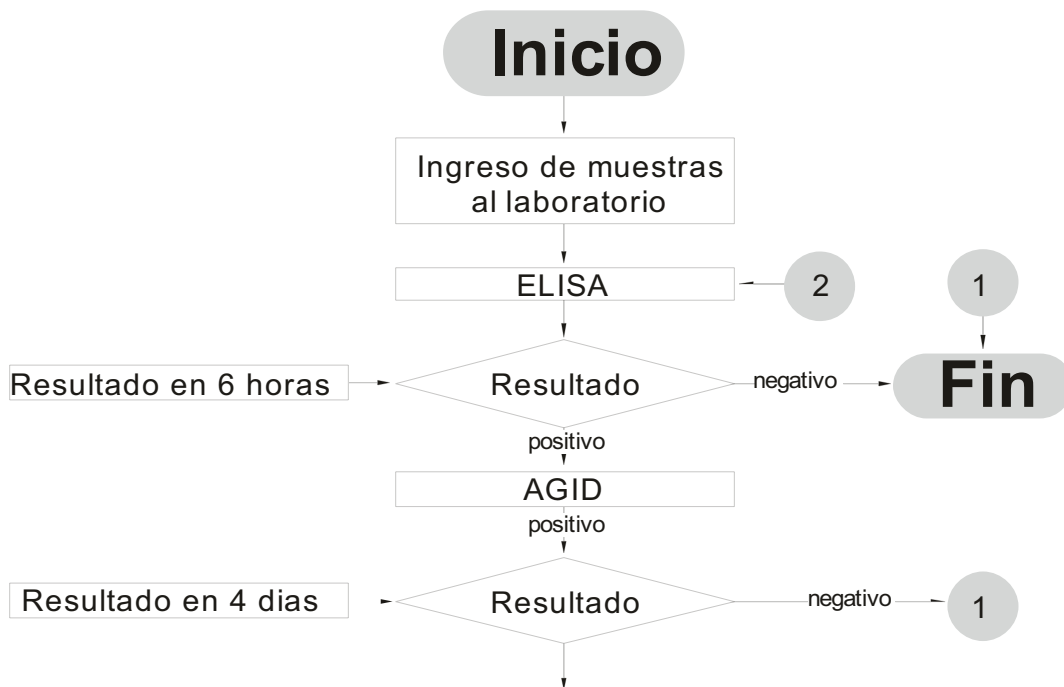 Inicio
Ingreso de muestras
al laboratorio
ELISA
2
1
Resultado en 6 horas
Resultado
negativo
Fin
positivo
AGID
positivo
Resultado en 4 dias
Resultado
negativo
1